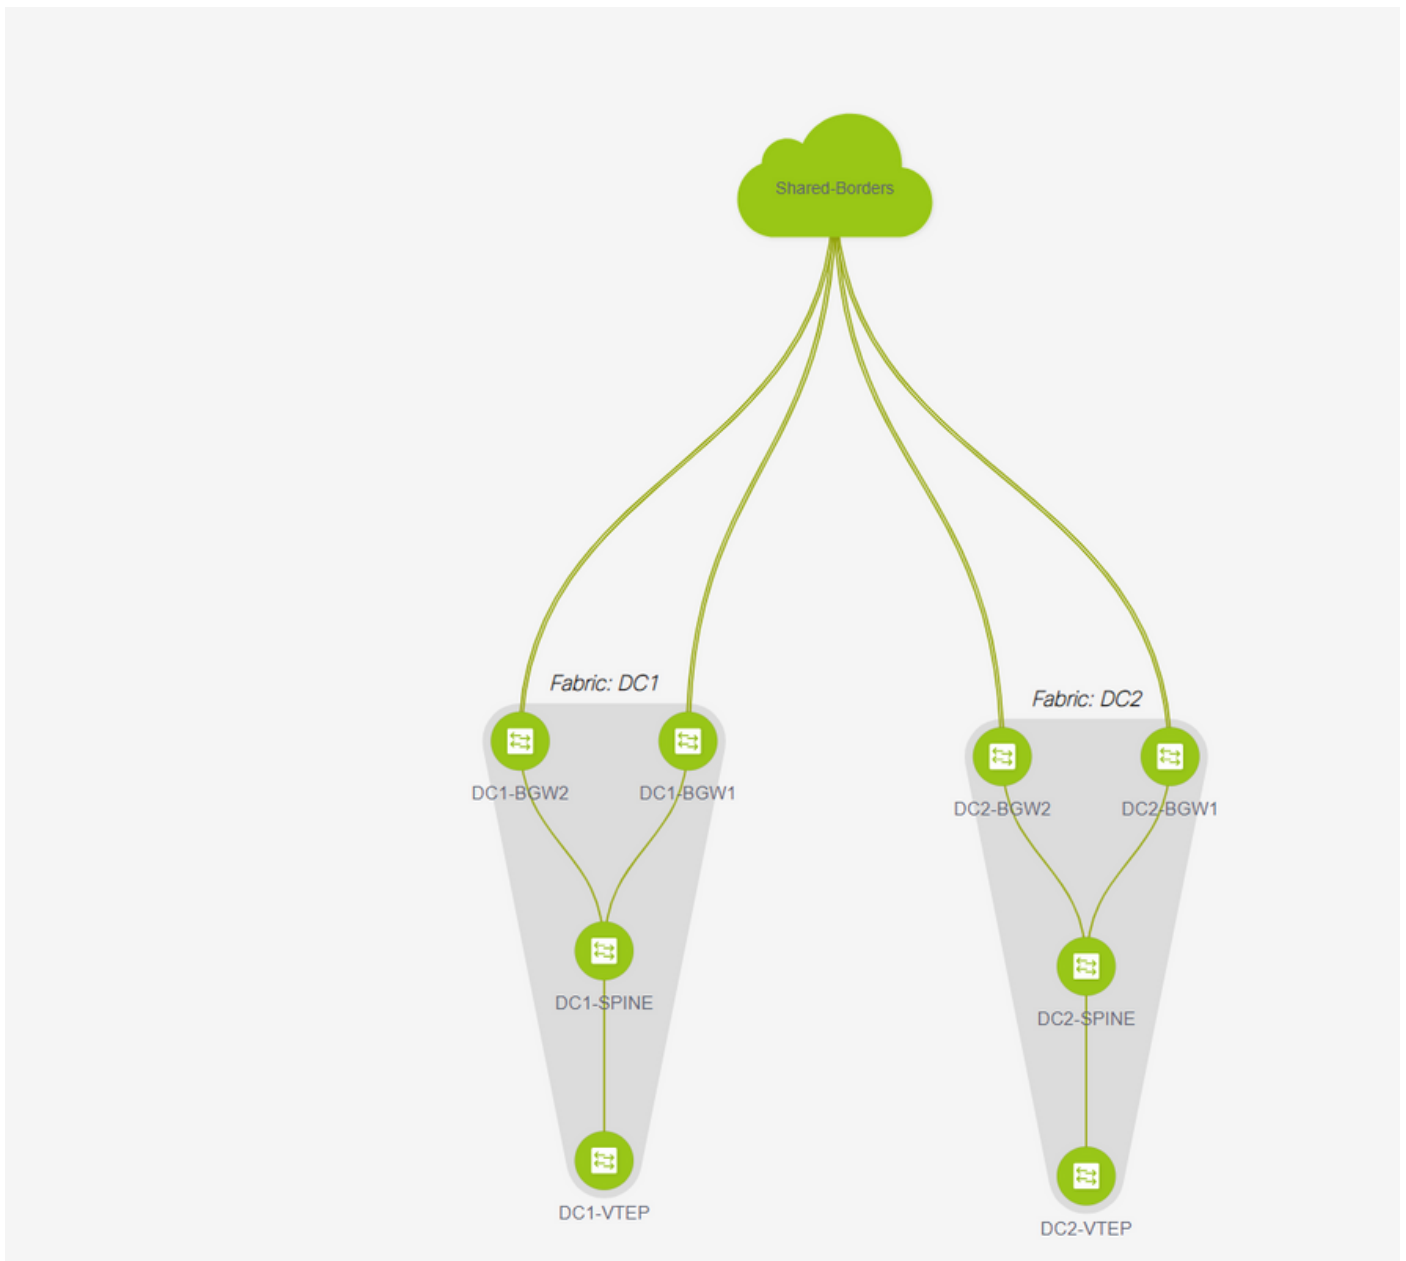 Shared-Borders
Fabric: DC1
Fabric: DC2
DC1-BGW2
DC1-BGW1
DC2-BGW2
DC2-BGW1
DC1-SPINE
DC2-SPINE
DC1-VTEP
DC2-VTEP